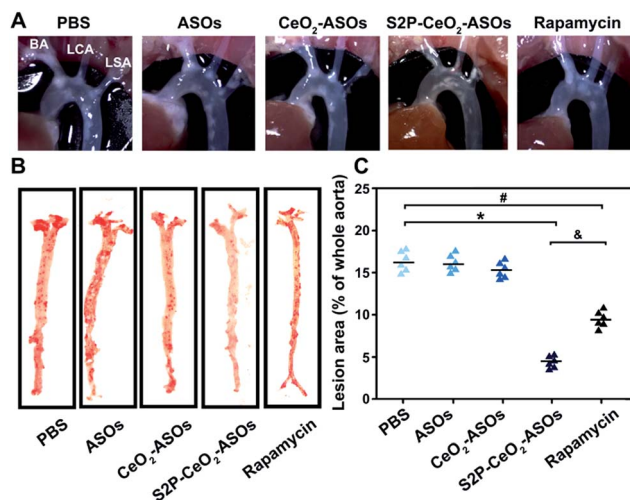 A
PBS
ASOs
CeO₂-ASOs
S2P-CeO₂-ASOs
Rapamycin
BA
LCA
LSA
B
PBS
ASOs
CeO₂-ASOs
S2P-CeO₂-ASOs
Rapamycin
C
Lesion area (% of whole aorta)
25
20
15
10
5
0
#
*
&
PBS
ASOs
CeO₂-ASOs
S2P-CeO₂-ASOs
Rapamycin